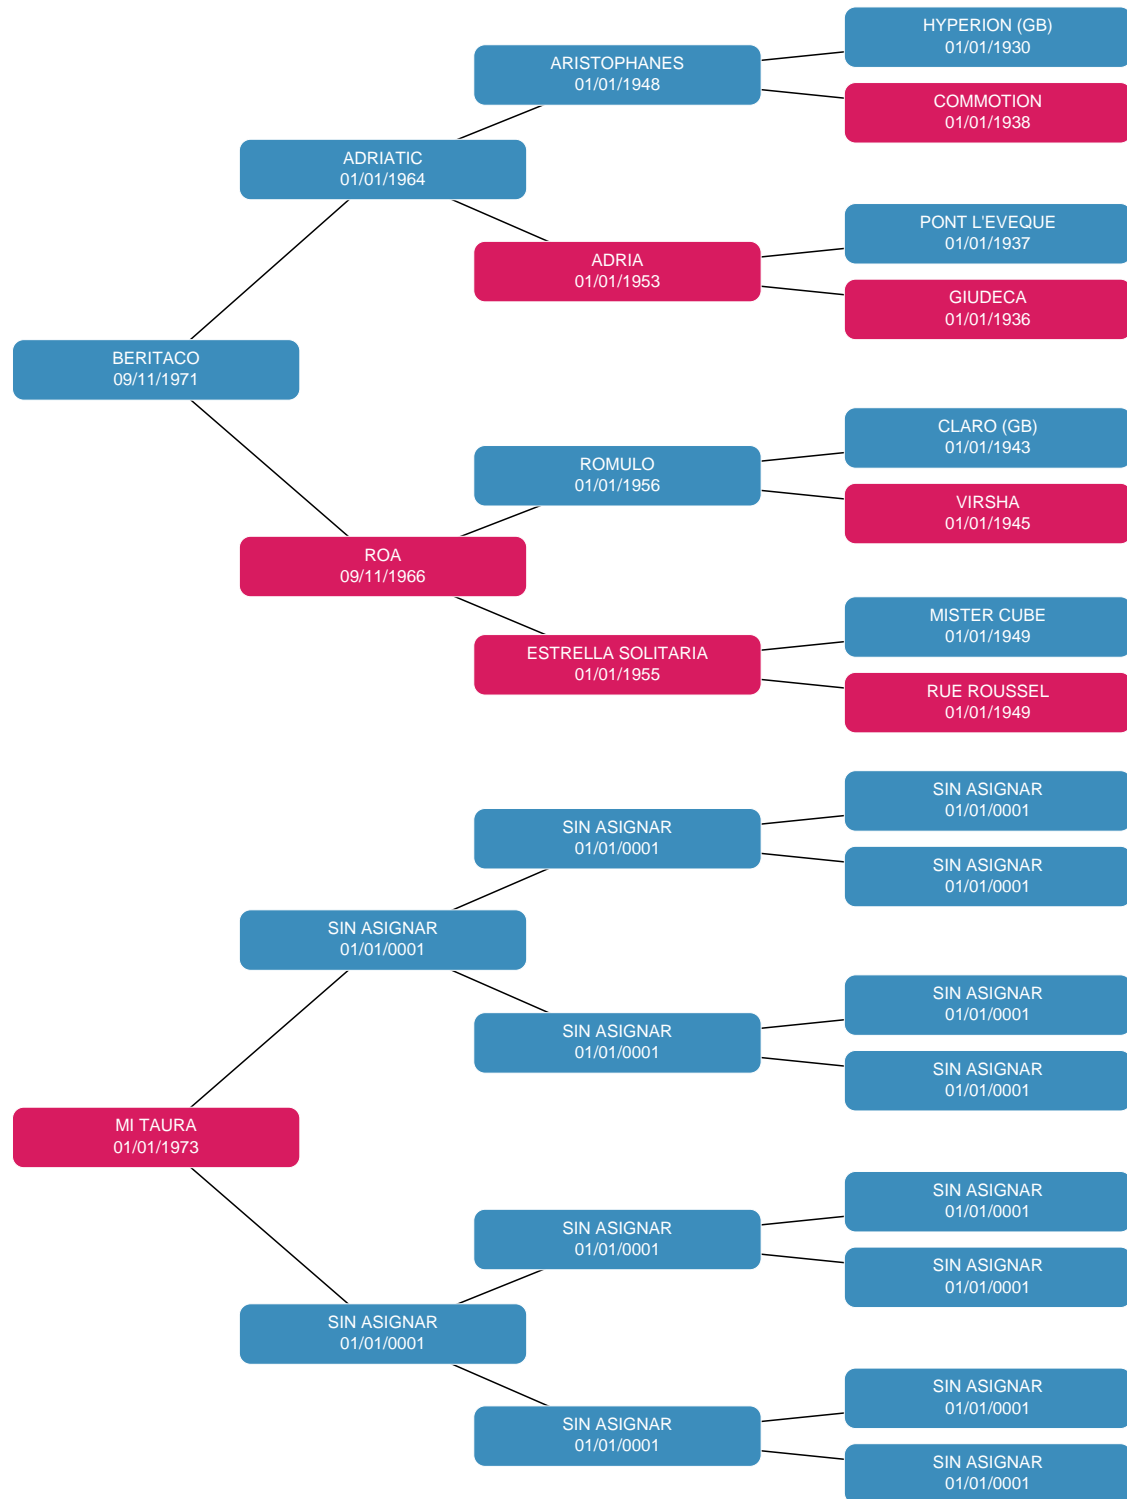 HYPERION (GB)
01/01/1930
ARISTOPHANES
01/01/1948
COMMOTION
01/01/1938
ADRIATIC
01/01/1964
PONT L'EVEQUE
01/01/1937
ADRIA
01/01/1953
GIUDECA
01/01/1936
BERITACO
09/11/1971
CLARO (GB)
01/01/1943
ROMULO
01/01/1956
VIRSHA
01/01/1945
ROA
09/11/1966
MISTER CUBE
01/01/1949
ESTRELLA SOLITARIA
01/01/1955
RUE ROUSSEL
01/01/1949
SIN ASIGNAR
01/01/0001
SIN ASIGNAR
01/01/0001
SIN ASIGNAR
01/01/0001
SIN ASIGNAR
01/01/0001
SIN ASIGNAR
01/01/0001
SIN ASIGNAR
01/01/0001
SIN ASIGNAR
01/01/0001
MI TAURA
01/01/1973
SIN ASIGNAR
01/01/0001
SIN ASIGNAR
01/01/0001
SIN ASIGNAR
01/01/0001
SIN ASIGNAR
01/01/0001
SIN ASIGNAR
01/01/0001
SIN ASIGNAR
01/01/0001
SIN ASIGNAR
01/01/0001